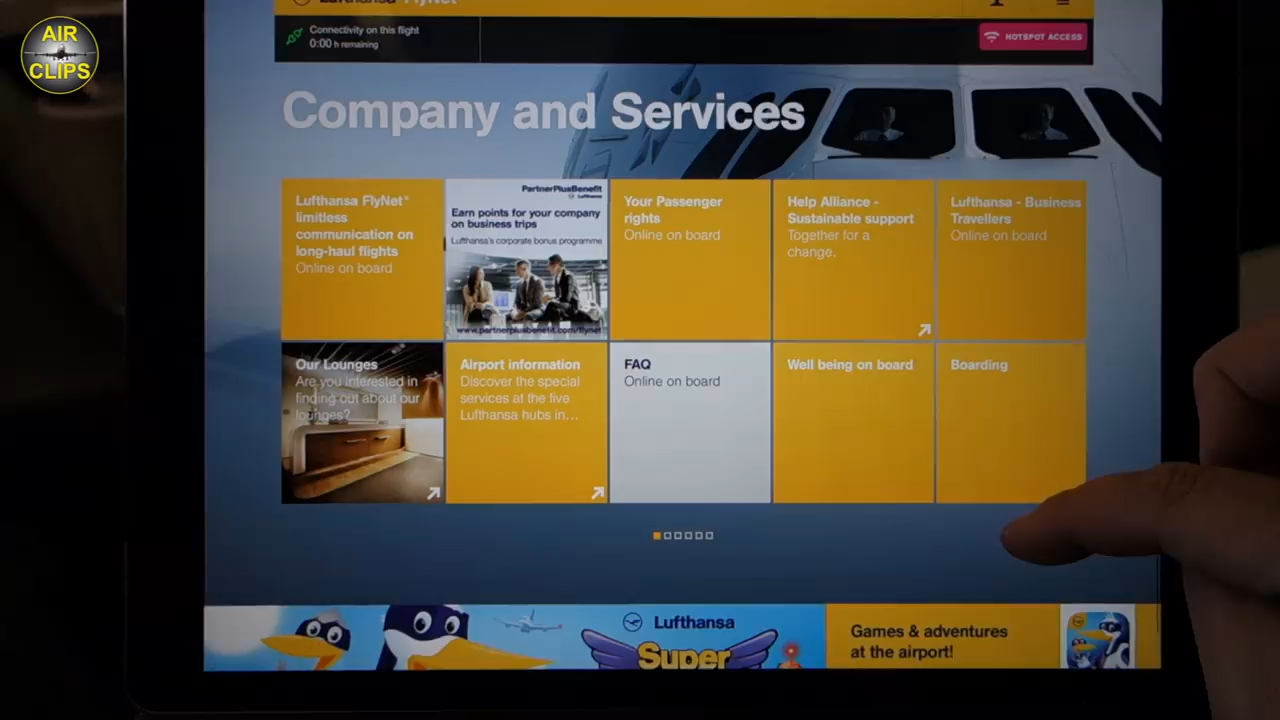 AIR
CLIPS
Lufthansa FlyNet
Connectivity on this flight
0:00 h remaining
HOTSPOT ACCESS
Company and Services
Lufthansa FlyNet®
limitless
communication on
long-haul flights
Online on board
PartnerPlusBenefit
Lufthansa
Earn points for your company
on business trips
Lufthansa's corporate bonus programme
www.partnerplusbenefit.com/flynet
Your Passenger
rights
Online on board
Help Alliance -
Sustainable support
Together for a
change.
Lufthansa - Business
Travellers
Online on board
Our Lounges
Are you interested in
finding out about our
lounges?
Airport information
Discover the special
services at the five
Lufthansa hubs in...
FAQ
Online on board
Well being on board
Boarding
Lufthansa
Super
Games & adventures
at the airport!